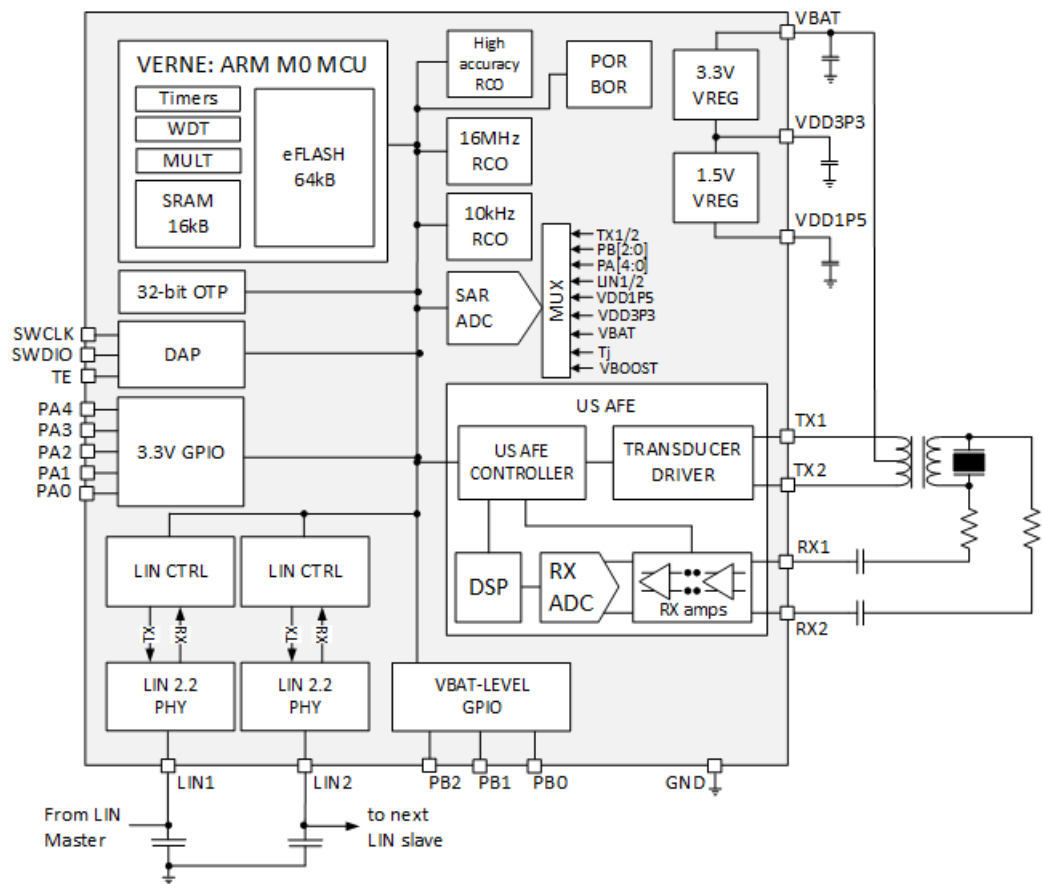 VBAT
VERNE: ARM M0 MCU
Timers
WDT
MULT
SRAM
16kB
eFLASH
64kB
High
accuracy
RCO
POR
BOR
3.3V
VREG
VDD3P3
16MHz
RCO
1.5V
VREG
VDD1P5
10kHz
RCO
32-bit OTP
SAR
ADC
MUX
TX1/2
PB[2:0]
PA[4:0]
LIN1/2
VDD1P5
VDD3P3
VBAT
Tj
VBOOST
SWCLK
SWDIO
TE
DAP
PA4
PA3
PA2
PA1
PA0
3.3V GPIO
US AFE
US AFE
CONTROLLER
TRANSDUCER
DRIVER
TX1
TX2
DSP
RX
ADC
RX amps
RX1
RX2
LIN CTRL
LIN CTRL
TX
RX
TX
RX
LIN 2.2
PHY
LIN 2.2
PHY
VBAT-LEVEL
GPIO
LIN1
LIN2
PB2
PB1
PB0
GND
From LIN
Master
to next
LIN slave